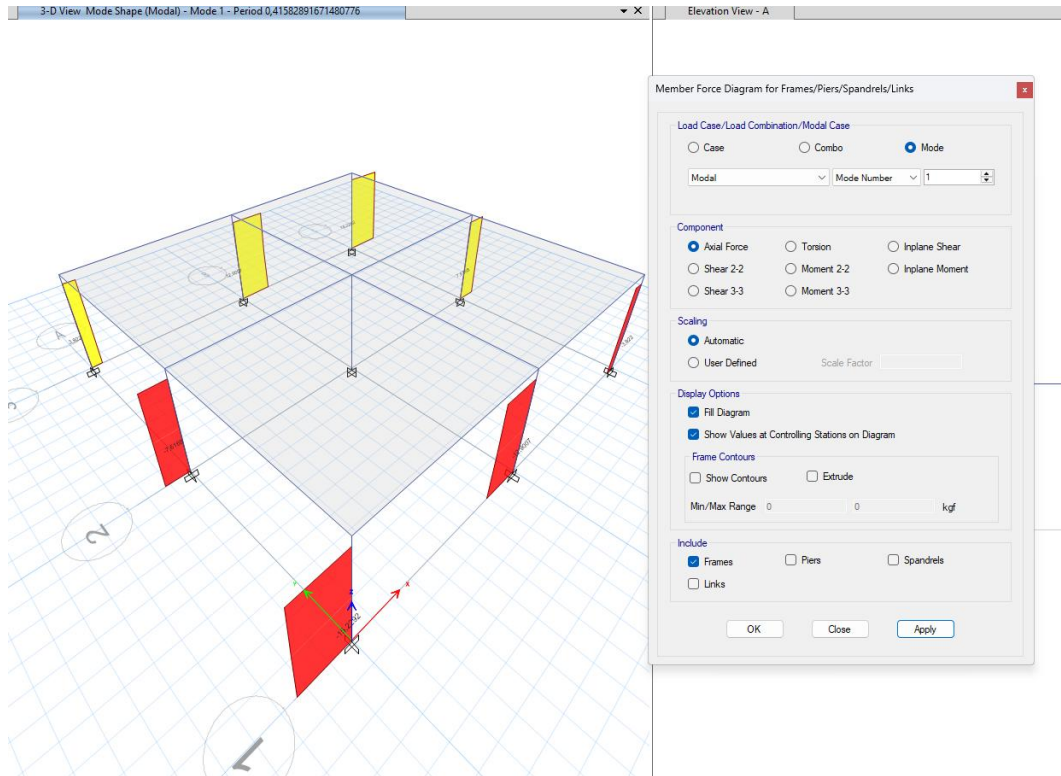 3-D View Mode Shape (Modal) - Mode 1 - Period 0,41582891671480776
Elevation View - A
Member Force Diagram for Frames/Piers/Spandrels/Links
Load Case/Load Combination/Modal Case
Case Combo Mode
Modal Mode Number 1
Component
Axial Force Torsion Inplane Shear
Shear 2-2 Moment 2-2 Inplane Moment
Shear 3-3 Moment 3-3
Scaling
Automatic
User Defined Scale Factor
Display Options
Fill Diagram
Show Values at Controlling Stations on Diagram
Frame Contours
Show Contours Extrude
Min/Max Range 0 0 kgf
Include
Frames Piers Spandrels
Links
OK Close Apply
A
3
2
1
X
Y
Z